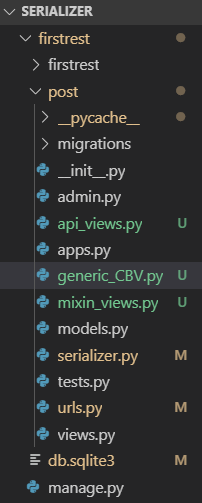 SERIALIZER
firstrest
firstrest
post
__pycache__
migrations
__init__.py
admin.py
api_views.py U
apps.py
generic_CBV.py U
mixin_views.py U
models.py
serializer.py M
tests.py
urls.py M
views.py
db.sqlite3 M
manage.py